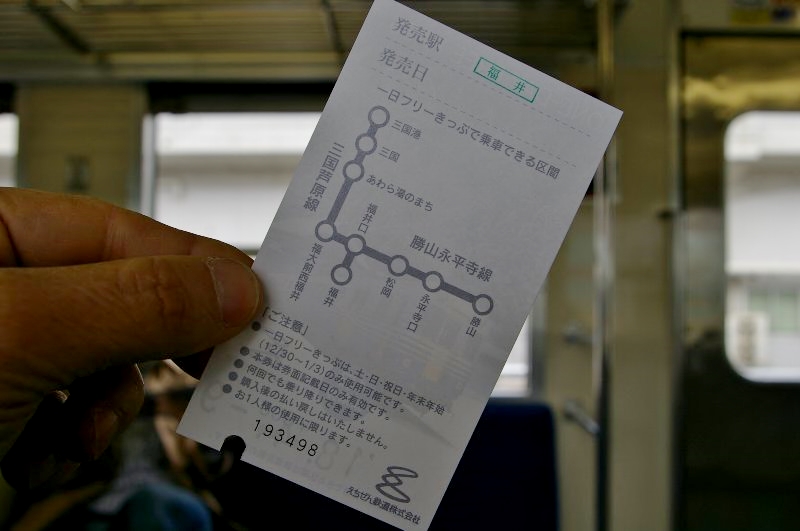 発売駅
福井
発売日
一日フリーきっぷで乗車できる区間
三国港
三国
あわら湯のまち
三国芦原線
福井口
勝山永平寺線
福大前西福井
福井
松岡
永平寺口
勝山
「ご注意」
●一日フリーきっぷは、土・日・祝日・年末年始
(12/30～1/3)のみ使用可能です。
●本券は券面記載日のみ有効です。
●何回でも乗り降りできます。
●購入後の払い戻しはいたしません。
●お1人様の使用に限ります。
193498
えちぜん鉄道株式会社